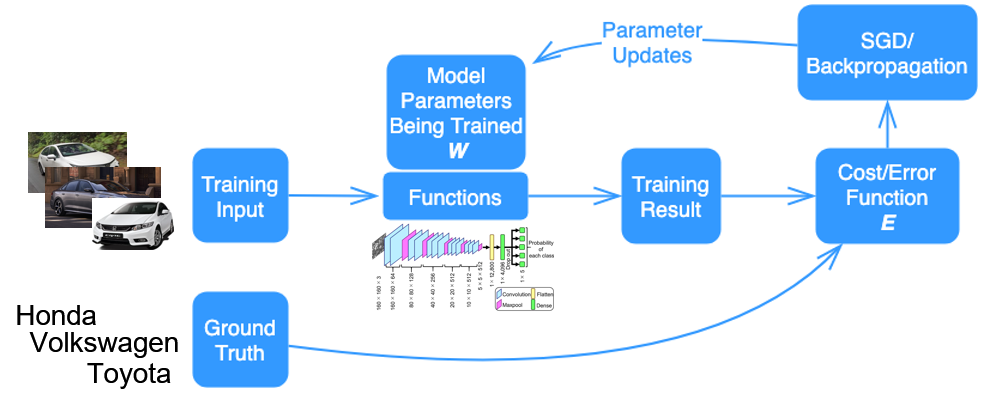 Parameter
Updates
SGD/
Backpropagation
Model
Parameters
Being Trained
W
Training
Input
Functions
Training
Result
Cost/Error
Function
E
160 × 160 × 3
160 × 160 × 64
80 × 80 × 128
40 × 40 × 256
20 × 20 × 512
10 × 10 × 512
5 × 5 × 512
1 × 12,800
1 × 4,096
Drop out
1 × 5
Probability of
each class
Convolution
Maxpool
Flatten
Dense
Honda
Volkswagen
Toyota
Ground
Truth